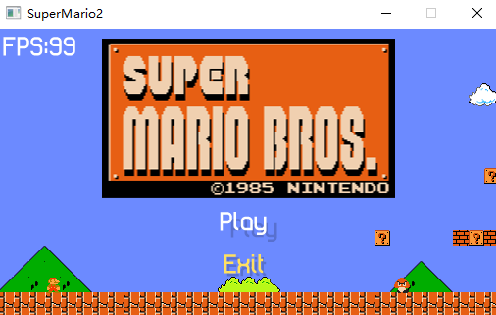 SuperMario2
FPS:99
SUPER
MARIO BROS.
©1985 NINTENDO
?
?
?
Play
Exit